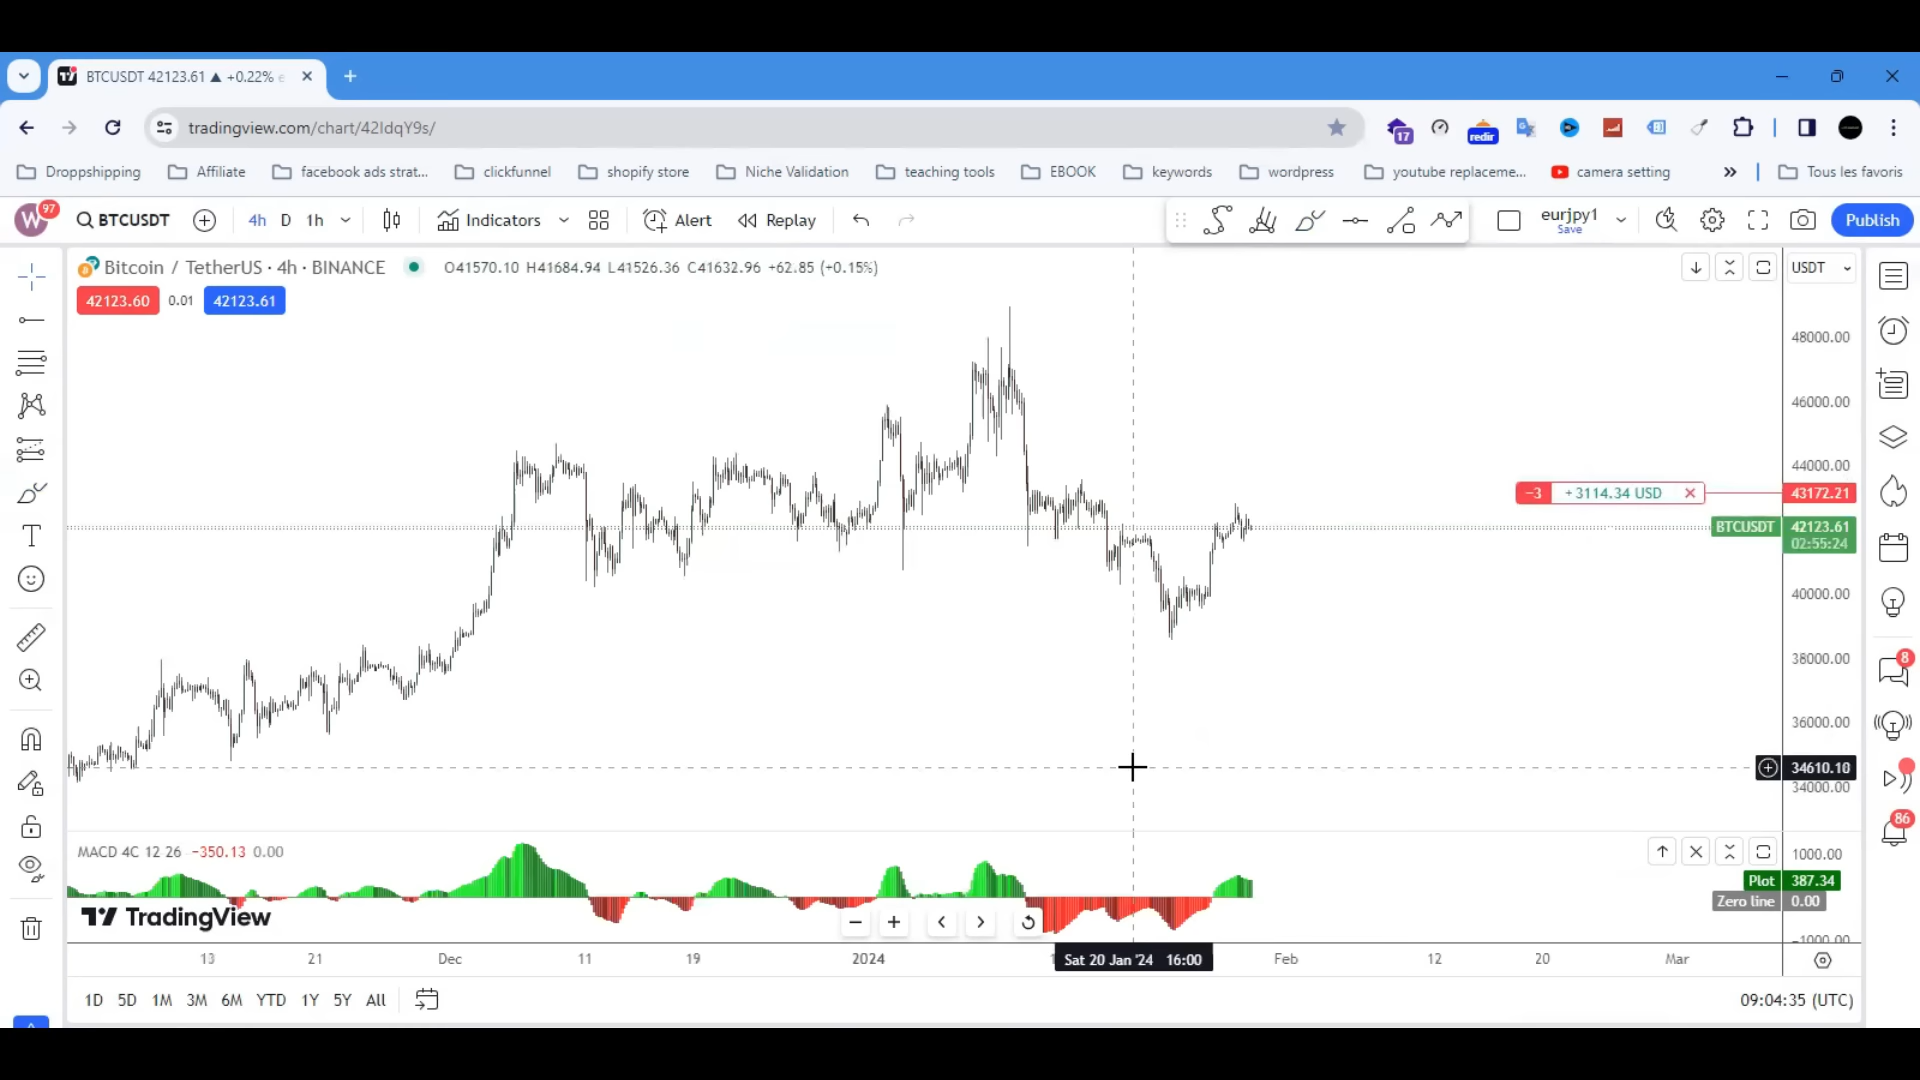 BTCUSDT 42123.61 ▲ +0.22%
tradingview.com/chart/42IdqY9s/
17
redir
Droppshipping Affiliate facebook ads strat... clickfunnel shopify store Niche Validation teaching tools EBOOK keywords wordpress youtube replaceme... camera setting » Tous les favoris
W 97 BTCUSDT 4h D 1h Indicators Alert Replay eurjpy1 Save Publish
Bitcoin / TetherUS · 4h · BINANCE O41570.10 H41684.94 L41526.36 C41632.96 +62.85 (+0.15%) USDT
42123.60 0.01 42123.61
48000.00
46000.00
44000.00
−3 +3114.34 USD 43172.21
BTCUSDT 42123.61
02:55:24
40000.00
38000.00
8
36000.00
34610.10
34000.00
86
MACD 4C 12 26 −350.13 0.00 1000.00
Plot 387.34
Zero line 0.00
TradingView
−1000.00
13 21 Dec 11 19 2024 Sat 20 Jan '24 16:00 Feb 12 20 Mar
1D 5D 1M 3M 6M YTD 1Y 5Y All 09:04:35 (UTC)